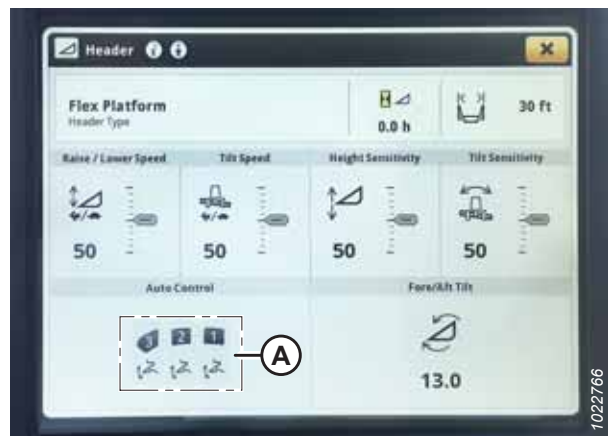 Header
Flex Platform
Header Type
0.0 h
30 ft
Raise / Lower Speed
Tilt Speed
Height Sensitivity
Tilt Sensitivity
50
50
50
50
Auto Control
Fore/Aft Tilt
3 2 1
A
13.0
1022766